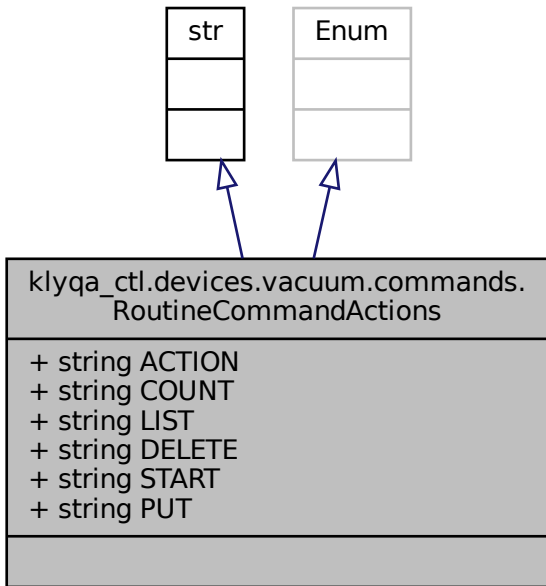 str
Enum
klyqa_ctl.devices.vacuum.commands.
RoutineCommandActions
+ string ACTION
+ string COUNT
+ string LIST
+ string DELETE
+ string START
+ string PUT